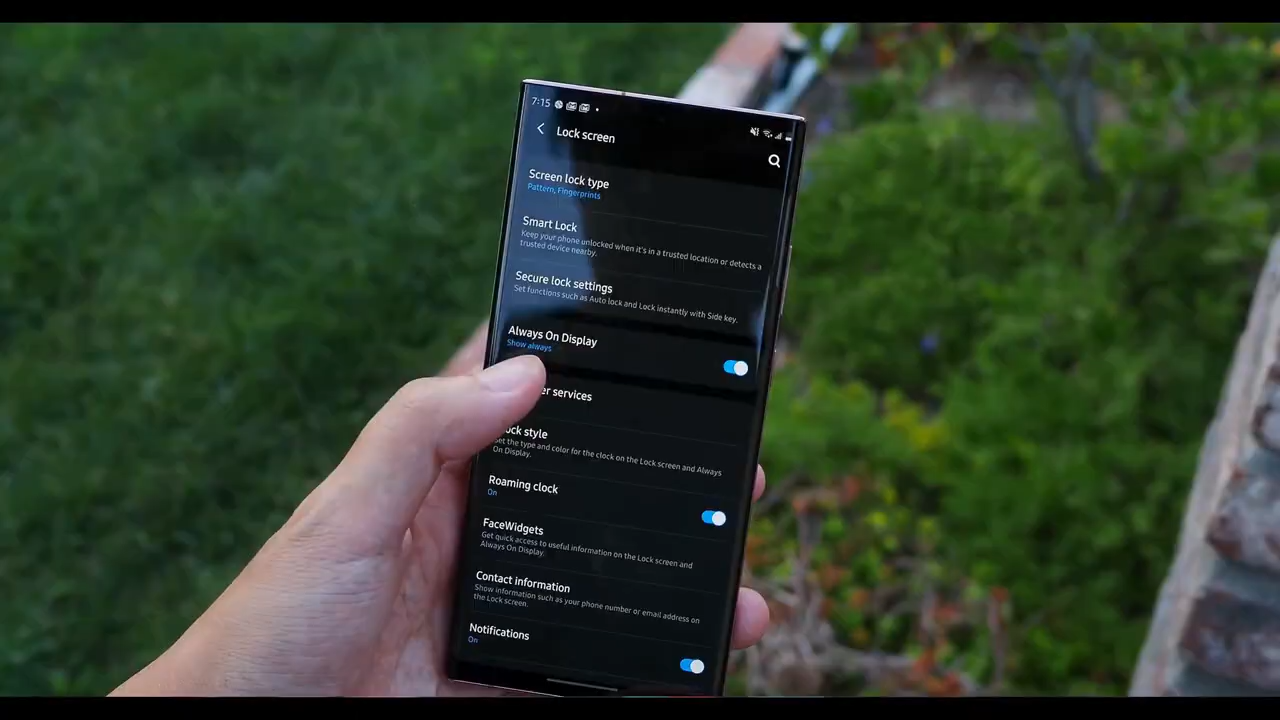 7:15
Lock screen
Screen lock type
Pattern, Fingerprints
Smart Lock
Keep your phone unlocked when it's in a trusted location or detects a
trusted device nearby.
Secure lock settings
Set functions such as Auto lock and Lock instantly with Side key.
Always On Display
Show always
er services
ock style
Set the type and color for the clock on the Lock screen and Always
On Display.
Roaming clock
On
FaceWidgets
Get quick access to useful information on the Lock screen and
Always On Display.
Contact information
Show information such as your phone number or email address on
the Lock screen.
Notifications
On